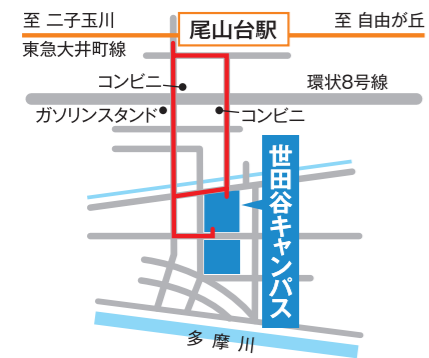 至 二子玉川
尾山台駅
至 自由が丘
東急大井町線
コンビニ
環状8号線
ガソリンスタンド
コンビニ
世田谷キャンパス
多摩川